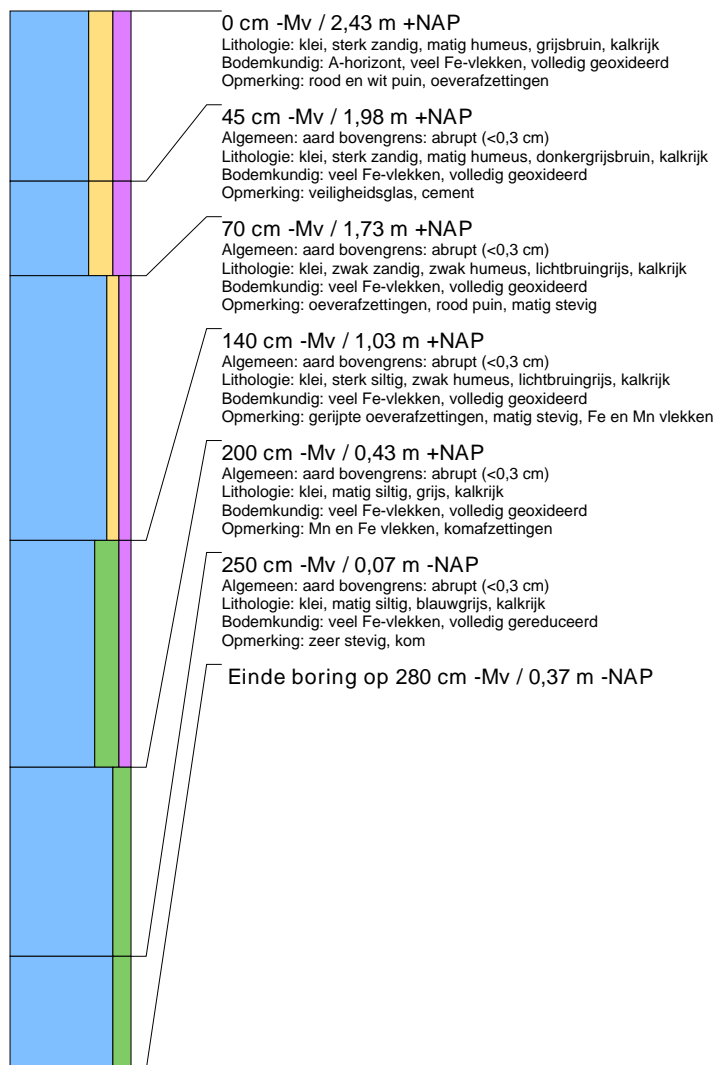 0 cm -Mv / 2,43 m +NAP
Lithologie: klei, sterk zandig, matig humeus, grijsbruin, kalkrijk
Bodemkundig: A-horizont, veel Fe-vlekken, volledig geoxideerd
Opmerking: rood en wit puin, oeverafzettingen
45 cm -Mv / 1,98 m +NAP
Algemeen: aard bovengrens: abrupt (<0,3 cm)
Lithologie: klei, sterk zandig, matig humeus, donkergrijsbruin, kalkrijk
Bodemkundig: veel Fe-vlekken, volledig geoxideerd
Opmerking: veiligheidsglas, cement
70 cm -Mv / 1,73 m +NAP
Algemeen: aard bovengrens: abrupt (<0,3 cm)
Lithologie: klei, zwak zandig, zwak humeus, lichtbruingrijs, kalkrijk
Bodemkundig: veel Fe-vlekken, volledig geoxideerd
Opmerking: oeverafzettingen, rood puin, matig stevig
140 cm -Mv / 1,03 m +NAP
Algemeen: aard bovengrens: abrupt (<0,3 cm)
Lithologie: klei, sterk siltig, zwak humeus, lichtbruingrijs, kalkrijk
Bodemkundig: veel Fe-vlekken, volledig geoxideerd
Opmerking: gerijpte oeverafzettingen, matig stevig, Fe en Mn vlekken
200 cm -Mv / 0,43 m +NAP
Algemeen: aard bovengrens: abrupt (<0,3 cm)
Lithologie: klei, matig siltig, grijs, kalkrijk
Bodemkundig: veel Fe-vlekken, volledig geoxideerd
Opmerking: Mn en Fe vlekken, komafzettingen
250 cm -Mv / 0,07 m -NAP
Algemeen: aard bovengrens: abrupt (<0,3 cm)
Lithologie: klei, matig siltig, blauwgrijs, kalkrijk
Bodemkundig: veel Fe-vlekken, volledig gereduceerd
Opmerking: zeer stevig, kom
Einde boring op 280 cm -Mv / 0,37 m -NAP